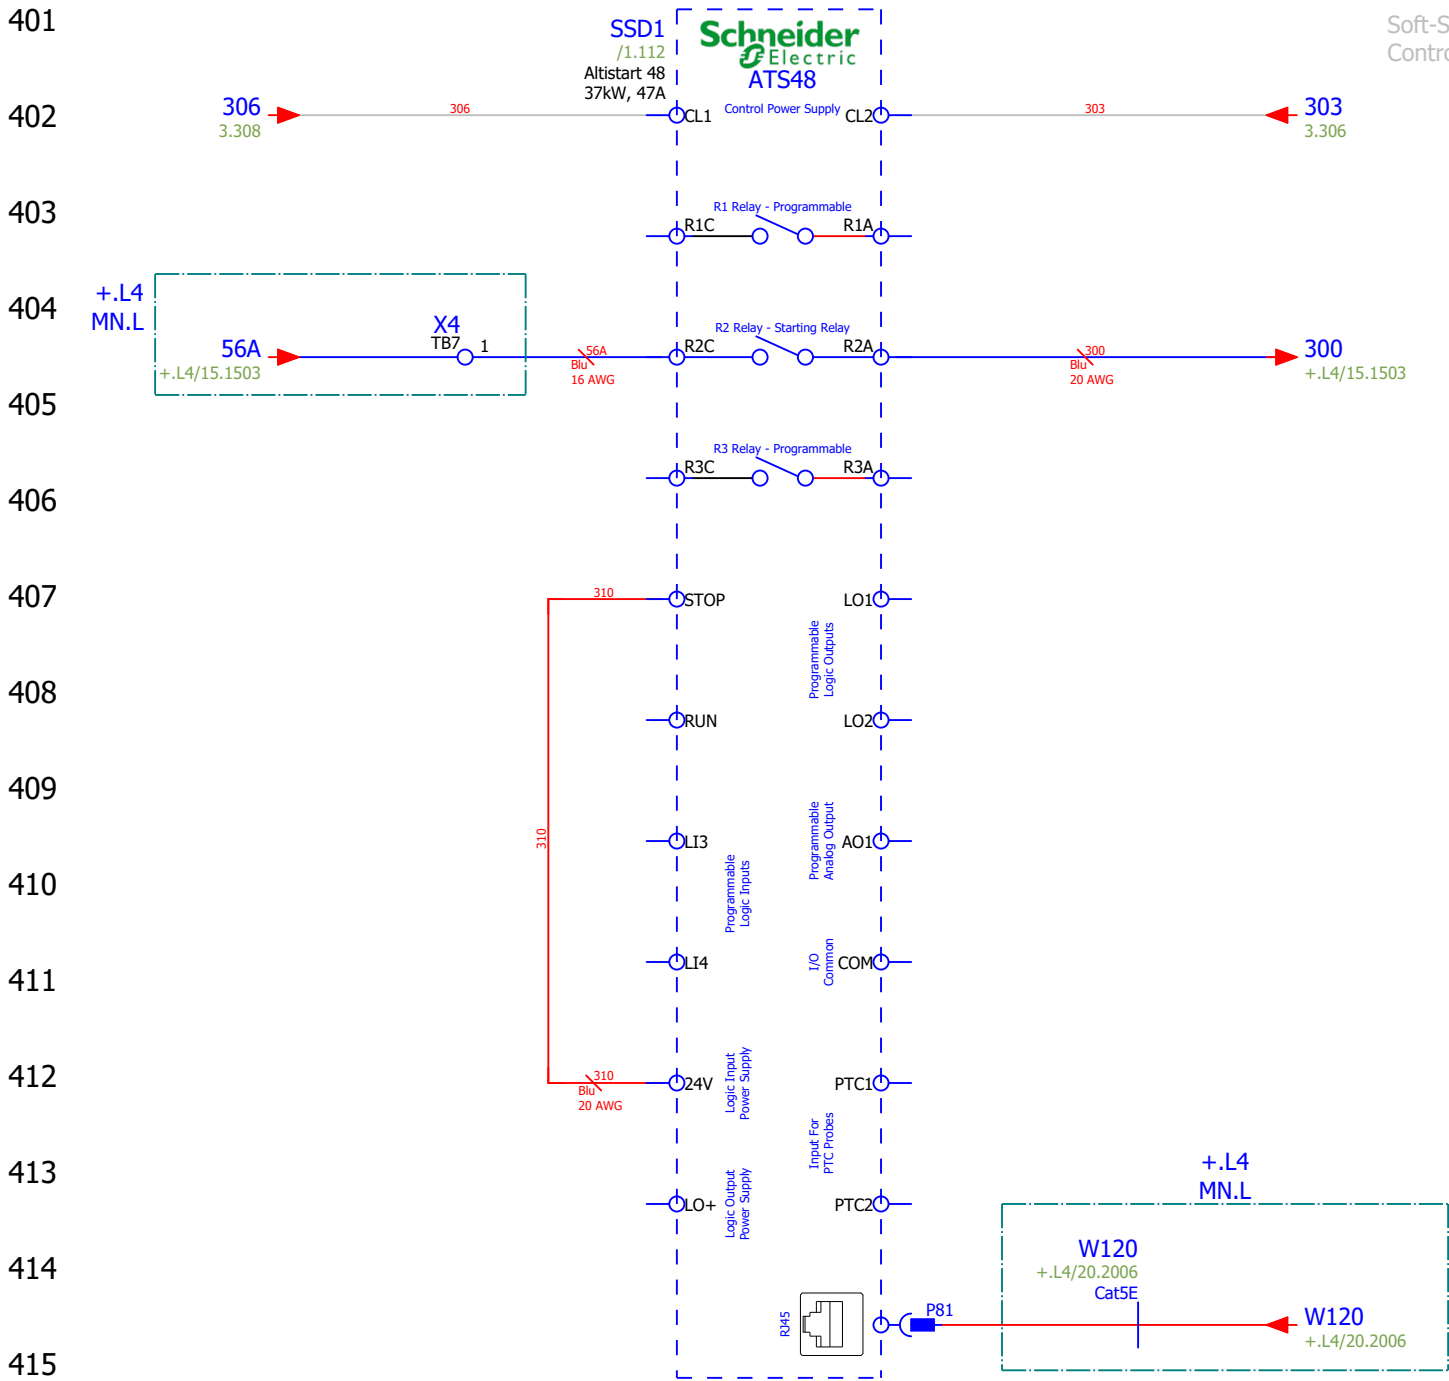 401
SSD1
/1.112
Altistart 48
37kW, 47A
Schneider
Electric
ATS48
Soft-S
Contro
402
306
3.308
306
CL1
Control Power Supply
CL2
303
303
3.306
403
R1 Relay - Programmable
R1C
R1A
404
+.L4
MN.L
56A
+.L4/15.1503
X4
TB7
1
56A
Blu
16 AWG
R2 Relay - Starting Relay
R2C
R2A
300
Blu
20 AWG
300
+.L4/15.1503
405
R3 Relay - Programmable
R3C
R3A
406
407
310
STOP
LO1
Programmable
Logic Outputs
408
RUN
LO2
409
310
LI3
Programmable
Analog Output
AO1
410
Programmable
Logic Inputs
411
LI4
I/O
Common
COM
412
310
Blu
20 AWG
24V
Logic Input
Power Supply
PTC1
Input For
PTC Probes
413
LO+
Logic Output
Power Supply
PTC2
+.L4
MN.L
414
W120
+.L4/20.2006
Cat5E
RJ45
P81
W120
+.L4/20.2006
415